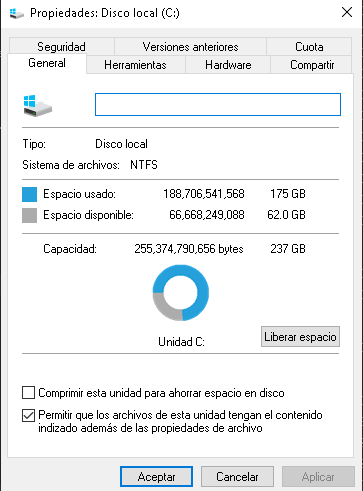 Propiedades: Disco local (C:)
Seguridad Versiones anteriores Cuota
General Herramientas Hardware Compartir
Tipo: Disco local
Sistema de archivos: NTFS
Espacio usado: 188,706,541,568 175 GB
Espacio disponible: 66,668,249,088 62.0 GB
Capacidad: 255,374,790,656 bytes 237 GB
Unidad C: Liberar espacio
Comprimir esta unidad para ahorrar espacio en disco
Permitir que los archivos de esta unidad tengan el contenido
indizado además de las propiedades de archivo
Aceptar Cancelar Aplicar